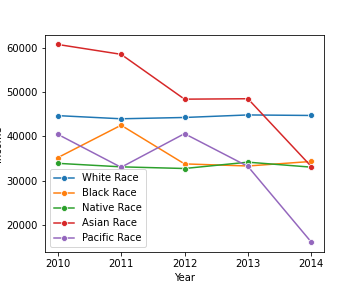 60000
50000
40000
30000
20000
White Race
Black Race
Native Race
Asian Race
Pacific Race
2010
2011
2012
2013
2014
Year